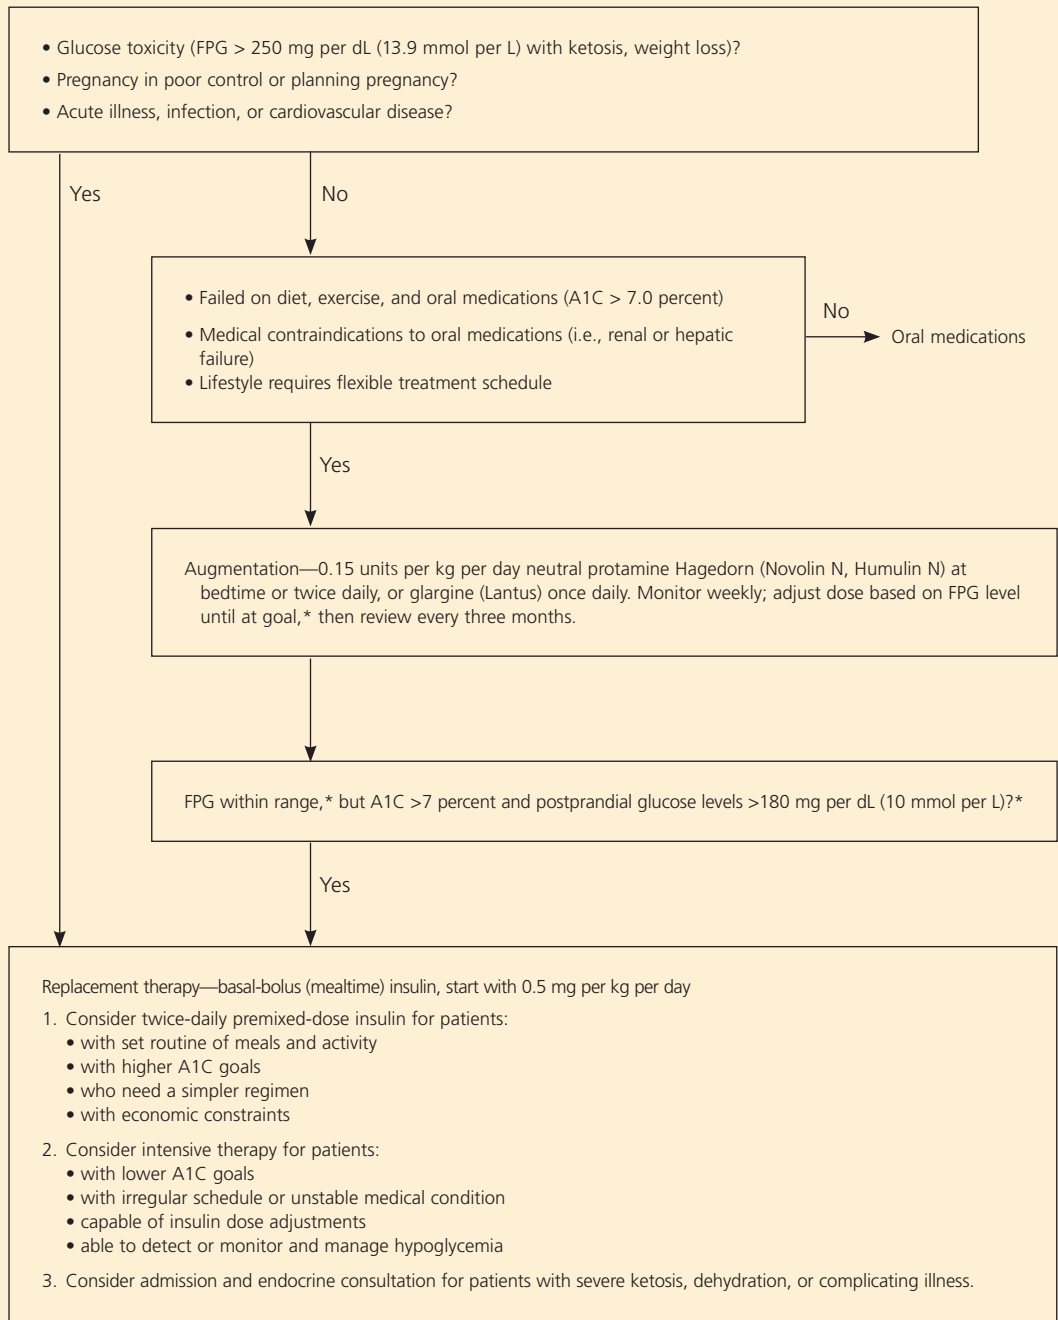 • Glucose toxicity (FPG > 250 mg per dL (13.9 mmol per L) with ketosis, weight loss)?
• Pregnancy in poor control or planning pregnancy?
• Acute illness, infection, or cardiovascular disease?
Yes
No
• Failed on diet, exercise, and oral medications (A1C > 7.0 percent)
• Medical contraindications to oral medications (i.e., renal or hepatic
failure)
• Lifestyle requires flexible treatment schedule
No
Oral medications
Yes
Augmentation—0.15 units per kg per day neutral protamine Hagedorn (Novolin N, Humulin N) at
bedtime or twice daily, or glargine (Lantus) once daily. Monitor weekly; adjust dose based on FPG level
until at goal,* then review every three months.
FPG within range,* but A1C >7 percent and postprandial glucose levels >180 mg per dL (10 mmol per L)?*
Yes
Replacement therapy—basal-bolus (mealtime) insulin, start with 0.5 mg per kg per day
1. Consider twice-daily premixed-dose insulin for patients:
• with set routine of meals and activity
• with higher A1C goals
• who need a simpler regimen
• with economic constraints
2. Consider intensive therapy for patients:
• with lower A1C goals
• with irregular schedule or unstable medical condition
• capable of insulin dose adjustments
• able to detect or monitor and manage hypoglycemia
3. Consider admission and endocrine consultation for patients with severe ketosis, dehydration, or complicating illness.